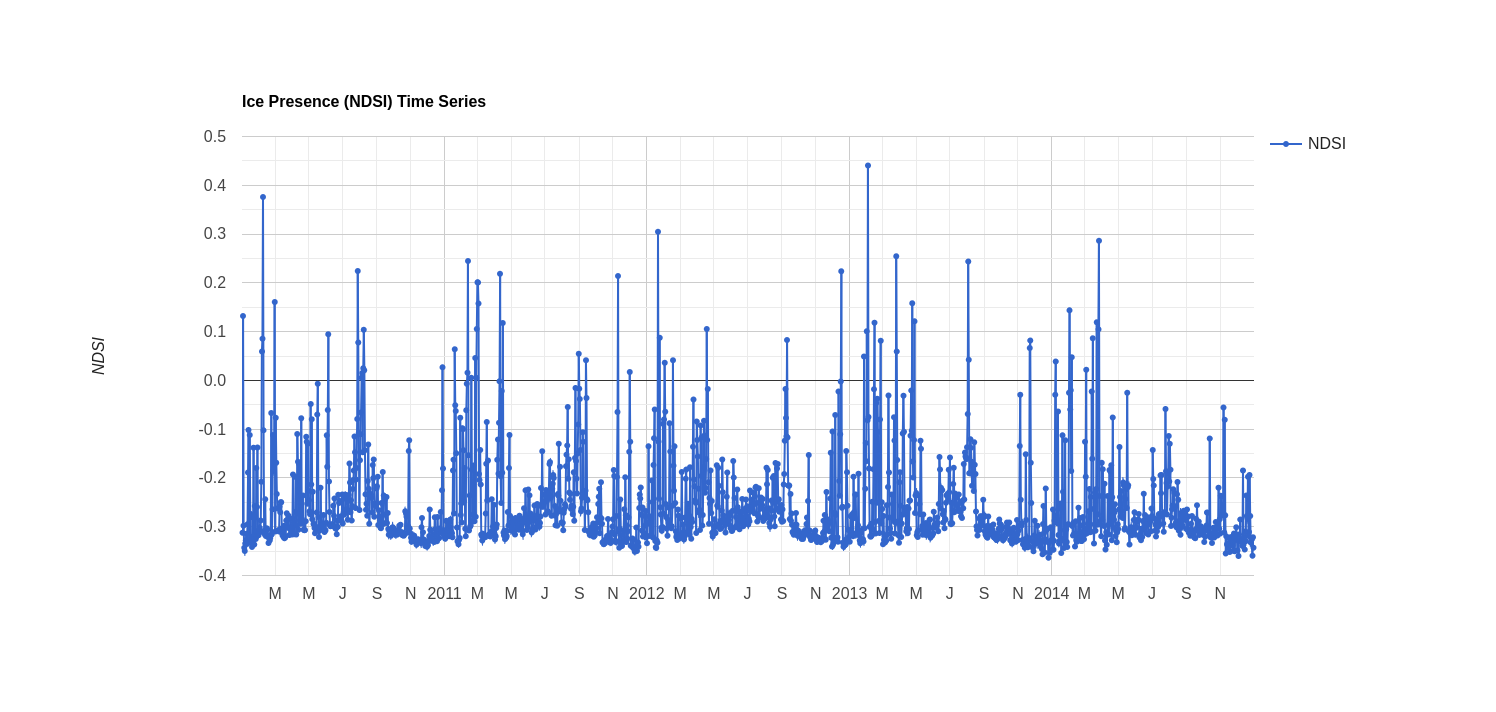 Ice Presence (NDSI) Time Series
0.5
NDSI
0.4
0.3
0.2
0.1
NDSI
0.0
-0.1
-0.2
-0.3
-0.4
M M J S N 2011 M M J S N 2012 M M J S N 2013 M M J S N 2014 M M J S N